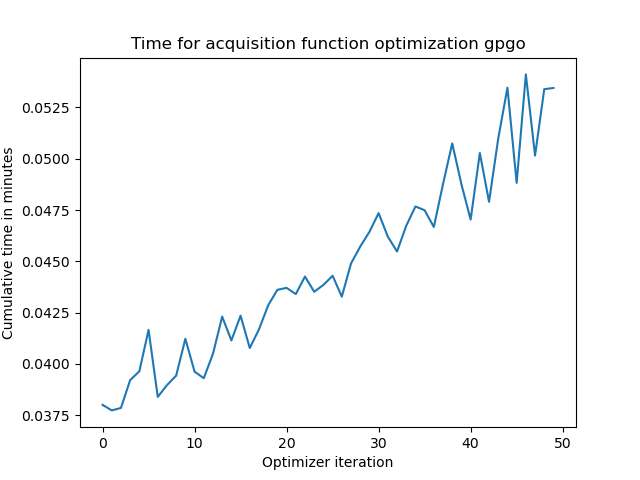 Time for acquisition function optimization gpgo
Cumulative time in minutes
0.0525
0.0500
0.0475
0.0450
0.0425
0.0400
0.0375
0 10 20 30 40 50
Optimizer iteration